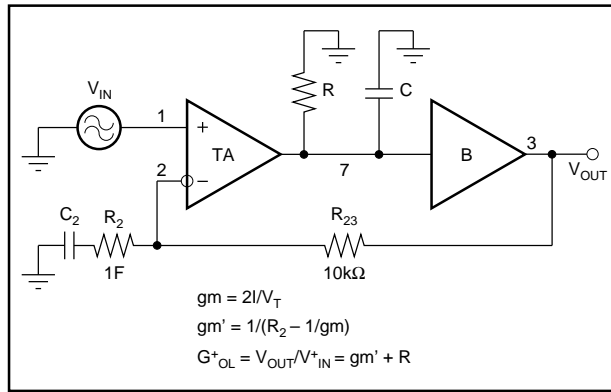 V_IN
1
+
TA
2
−
R
C
7
B
3
V_OUT
C_2
R_2
1F
R_23
10kΩ
gm = 2I/V_T
gm' = 1/(R_2 – 1/gm)
G^+_OL = V_OUT/V^+_IN = gm' + R